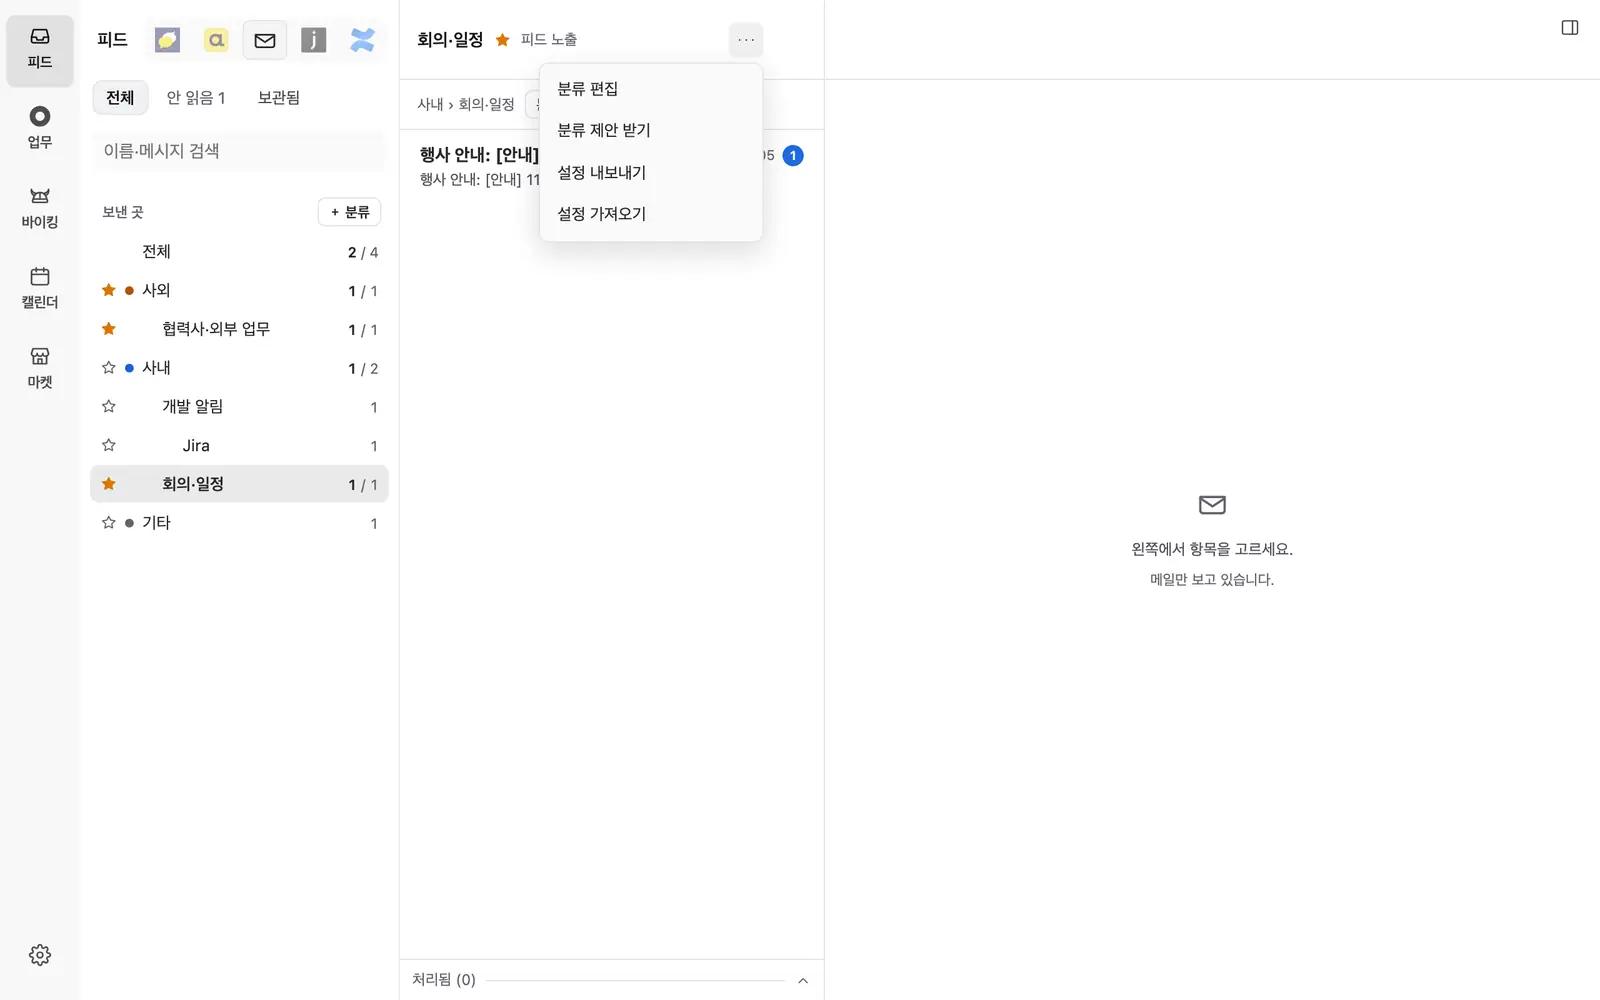 피드
업무
바이킹
캘린더
마켓
피드
전체
안 읽음 1
보관됨
이름·메시지 검색
보낸 곳
+ 분류
전체 2 / 4
사외 1 / 1
협력사·외부 업무 1 / 1
사내 1 / 2
개발 알림 1
Jira 1
회의·일정 1 / 1
기타 1
회의·일정 ★ 피드 노출 ···
사내 › 회의·일정
행사 안내: [안내]
1
행사 안내: [안내] 11
분류 편집
분류 제안 받기
설정 내보내기
설정 가져오기
처리됨 (0)
왼쪽에서 항목을 고르세요.
메일만 보고 있습니다.